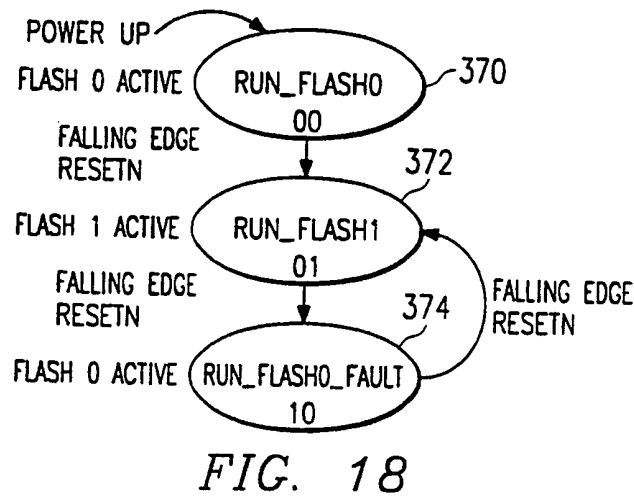 POWER UP
FLASH 0 ACTIVE
RUN_FLASH0
00
370
FALLING EDGE
RESETN
372
FLASH 1 ACTIVE
RUN_FLASH1
01
FALLING EDGE
RESETN
FALLING EDGE
RESETN
374
FLASH 0 ACTIVE
RUN_FLASH0_FAULT
10
FIG. 18